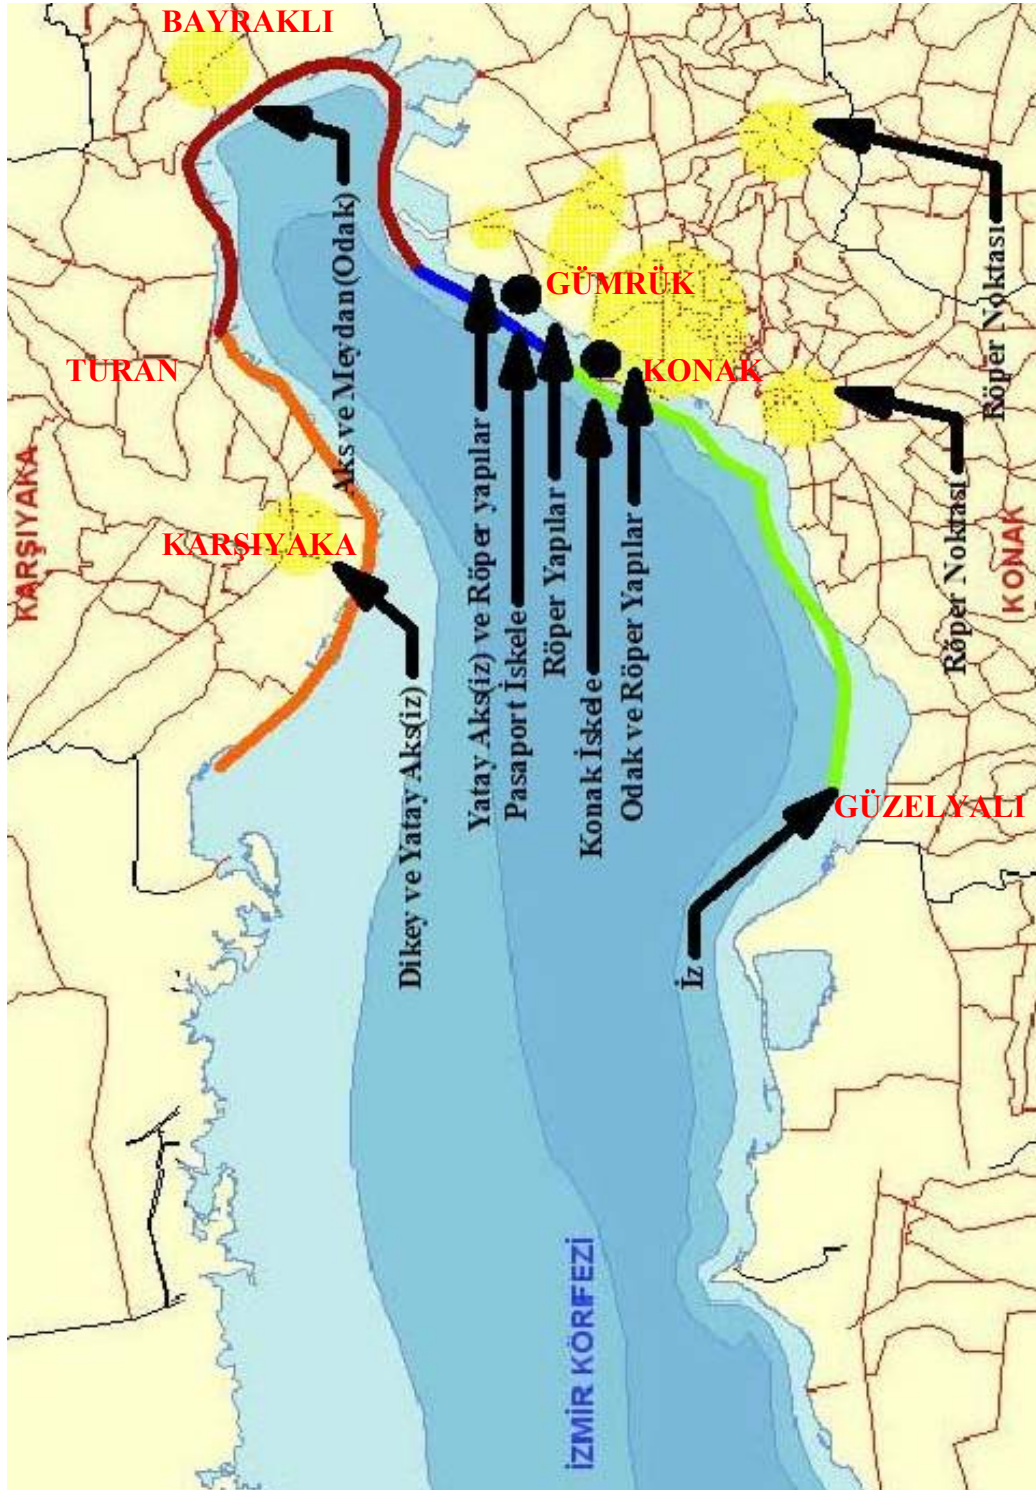 BAYRAKLI
Aks ve Meydan(Odak)
GÜMRÜK
Röper Noktası
TURAN
KONAK
KARŞIYAKA
KARŞIYAKA
Yatay Aks(iz) ve Röper yapılar
Pasaport İskele
Röper Yapılar
Konak İskele
Odak ve Röper Yapılar
Röper Noktası
KONAK
Dikey ve Yatay Aks(iz)
GÜZELYALI
İz
İZMİR KÖRFEZİ